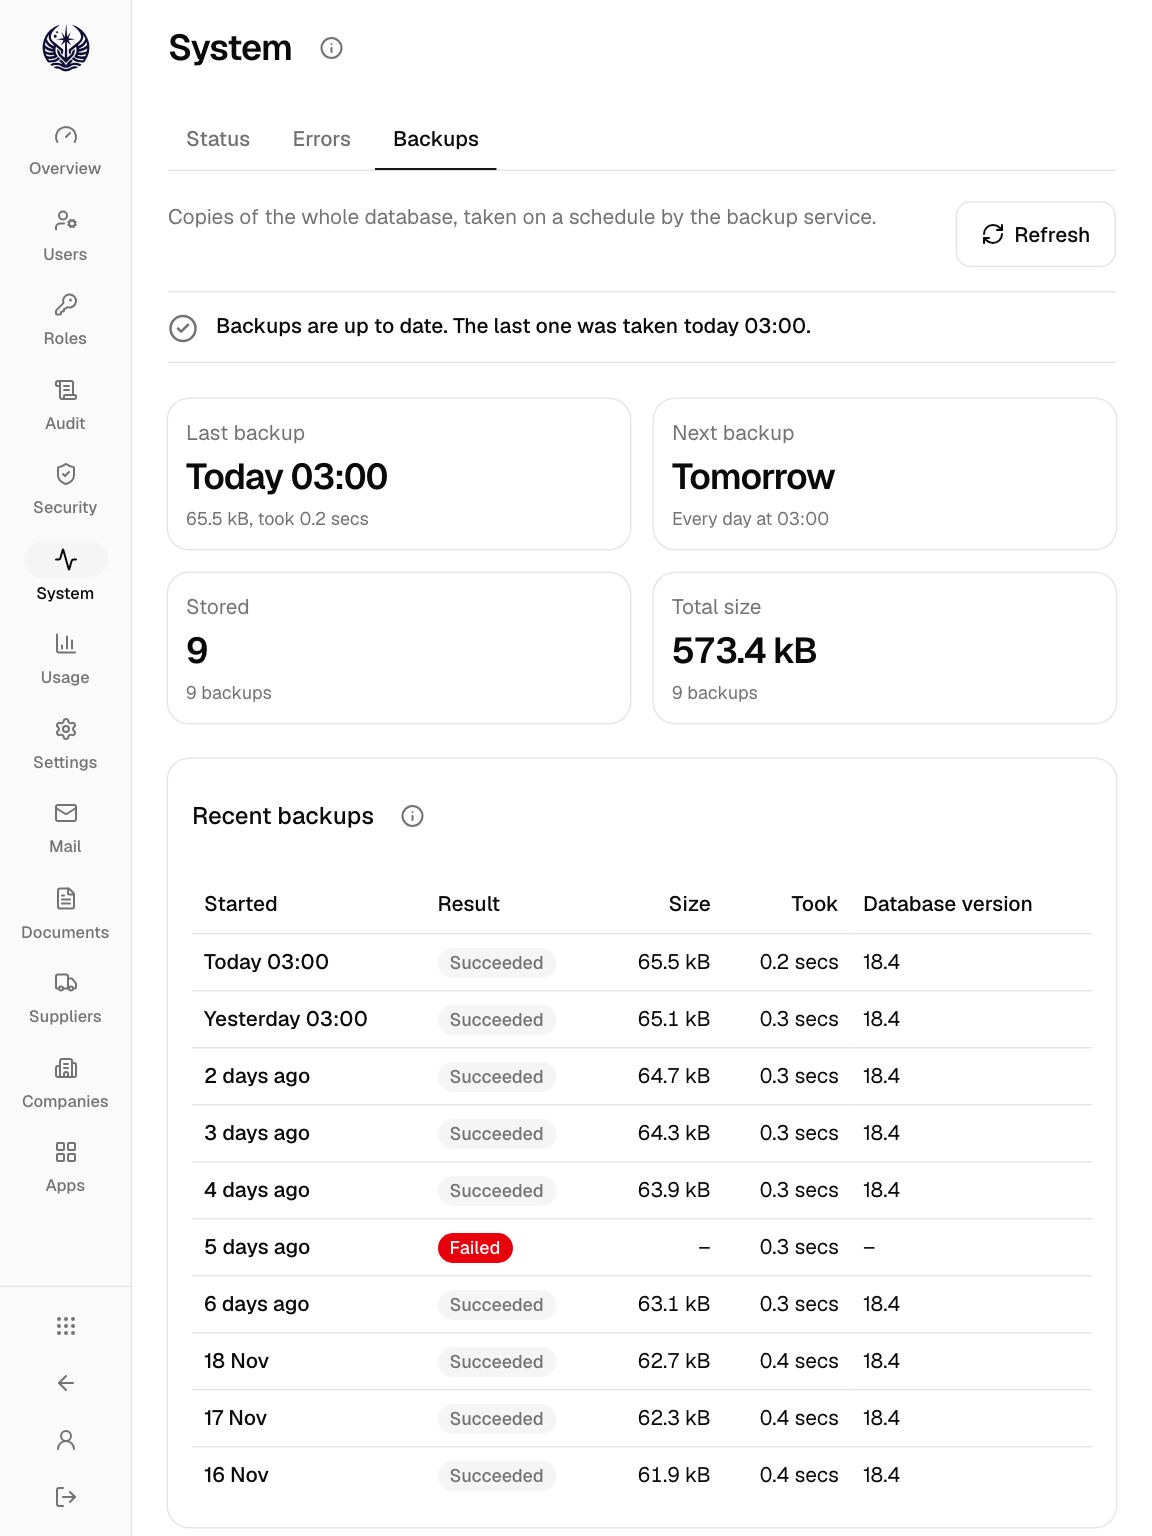 System
Status Errors Backups
Copies of the whole database, taken on a schedule by the backup service.
Refresh
Backups are up to date. The last one was taken today 03:00.
Last backup
Today 03:00
65.5 kB, took 0.2 secs
Next backup
Tomorrow
Every day at 03:00
Stored
9
9 backups
Total size
573.4 kB
9 backups
Recent backups
Started Result Size Took Database version
Today 03:00 Succeeded 65.5 kB 0.2 secs 18.4
Yesterday 03:00 Succeeded 65.1 kB 0.3 secs 18.4
2 days ago Succeeded 64.7 kB 0.3 secs 18.4
3 days ago Succeeded 64.3 kB 0.3 secs 18.4
4 days ago Succeeded 63.9 kB 0.3 secs 18.4
5 days ago Failed – 0.3 secs –
6 days ago Succeeded 63.1 kB 0.3 secs 18.4
18 Nov Succeeded 62.7 kB 0.4 secs 18.4
17 Nov Succeeded 62.3 kB 0.4 secs 18.4
16 Nov Succeeded 61.9 kB 0.4 secs 18.4
Overview
Users
Roles
Audit
Security
System
Usage
Settings
Mail
Documents
Suppliers
Companies
Apps